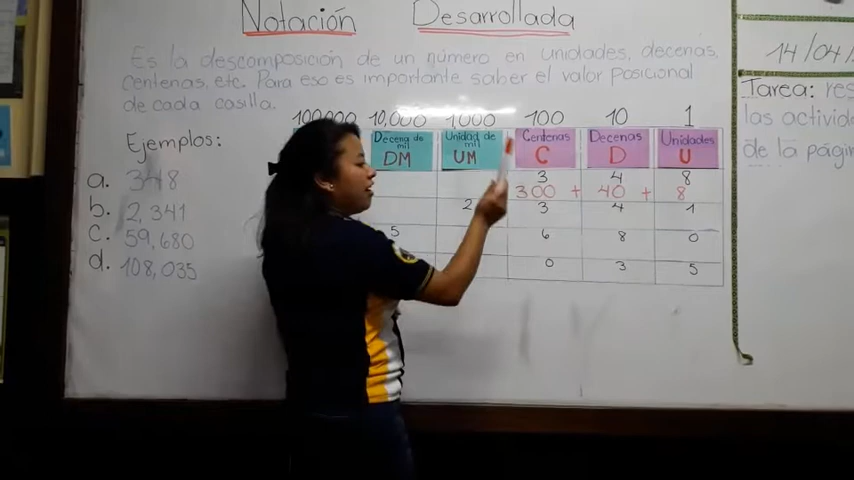 Notación Desarrollada
Es la descomposición de un número en unidades, decenas,
centenas, etc. Para eso es importante saber el valor posicional
de cada casilla.
14/04/
Tarea: res
las activid
de la págin
Ejemplos:
a. 348
b. 2,341
c. 59,680
d. 108,035
100,000 10,000 1,000 100 10 1
Decena de mil DM Unidad de mil UM Centenas C Decenas D Unidades U
3 4 8
300 + 40 + 8
2 3 4 1
5 6 8 0
0 3 5